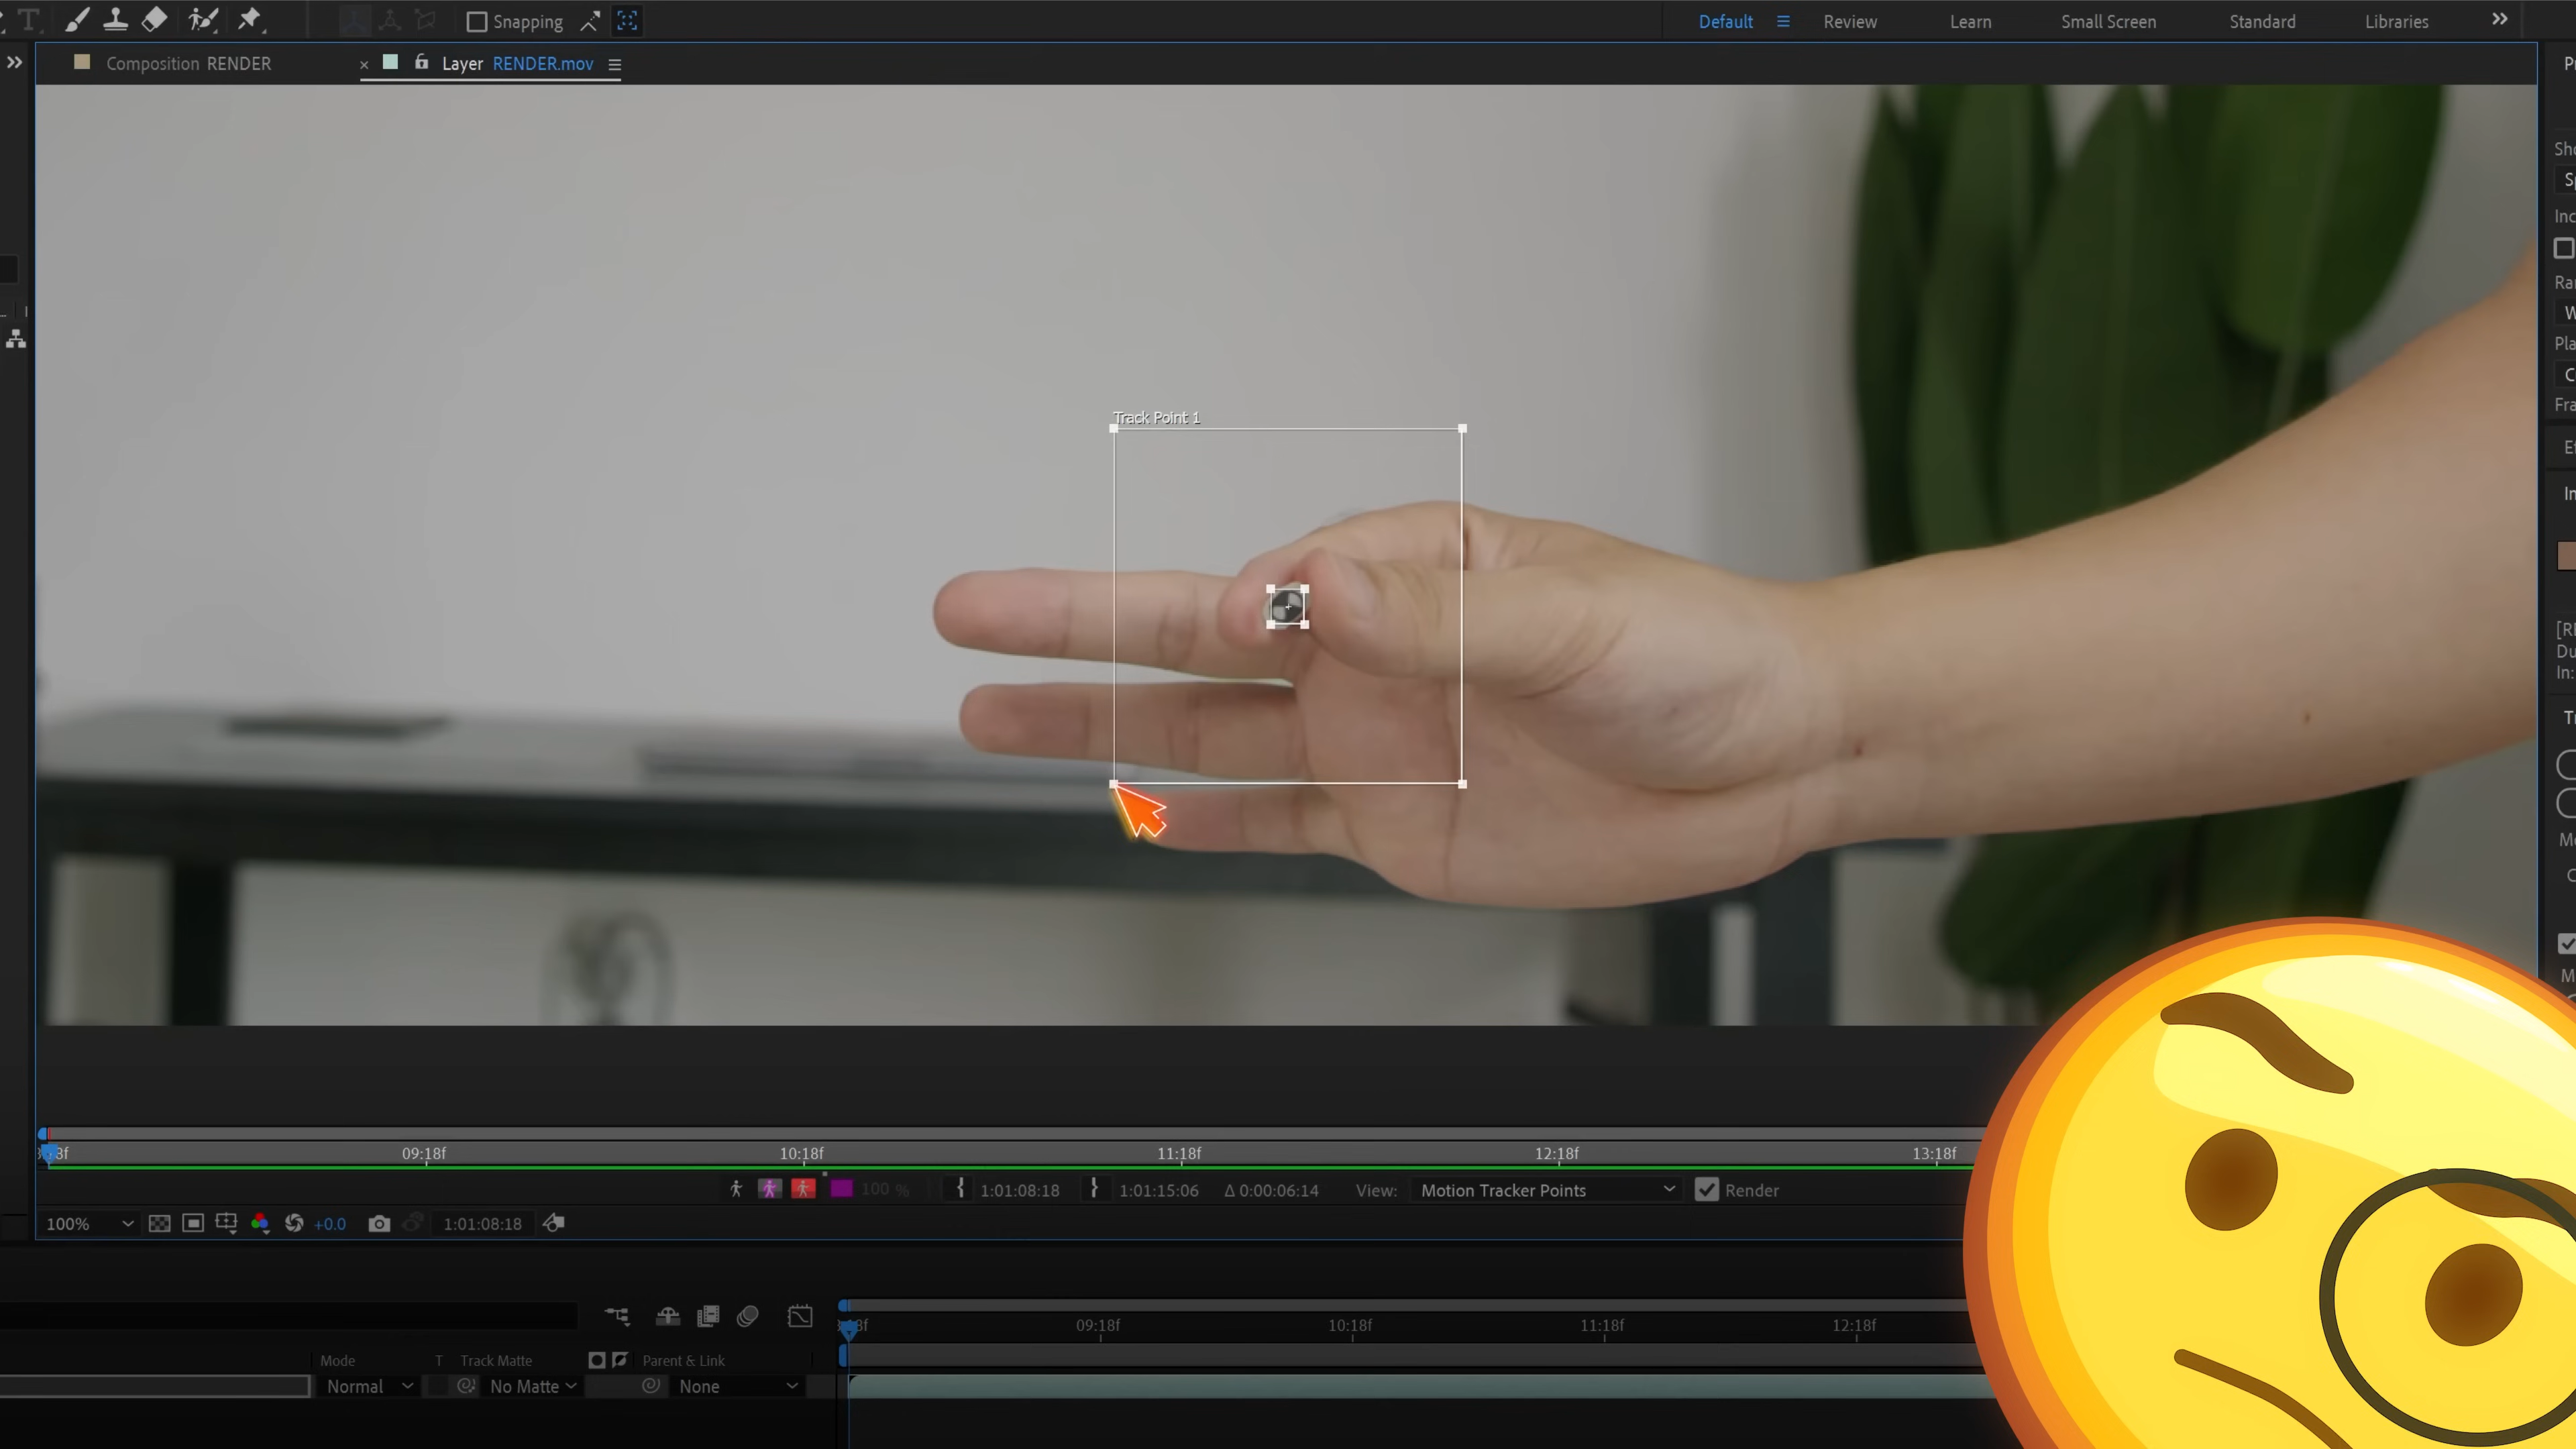 Snapping
Default
Review
Learn
Small Screen
Standard
Libraries
Composition RENDER
Layer RENDER.mov
Track Point 1
09:18f
10:18f
11:18f
12:18f
13:18f
100 %
1:01:08:18
1:01:15:06
Δ 0:00:06:14
View:
Motion Tracker Points
Render
100%
+0.0
1:01:08:18
09:18f
10:18f
11:18f
12:18f
Mode
T
Track Matte
Parent & Link
Normal
No Matte
None